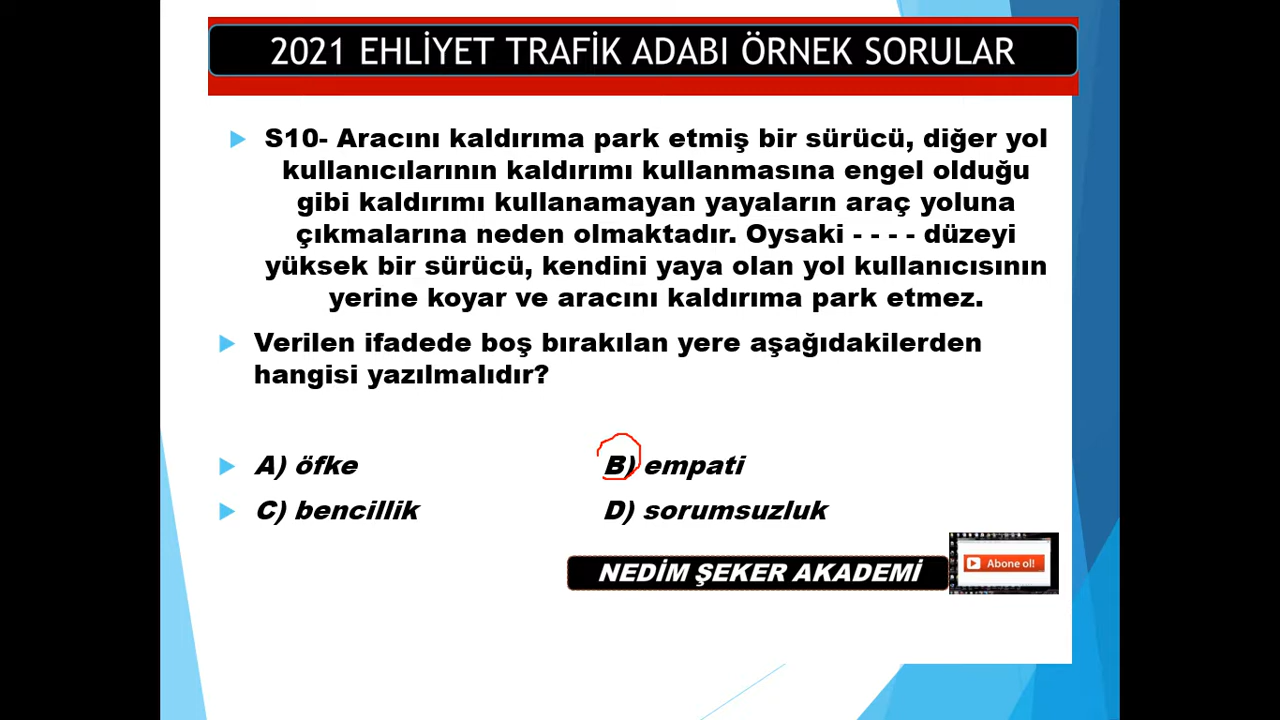 2021 EHLİYET TRAFİK ADABI ÖRNEK SORULAR
S10- Aracını kaldırıma park etmiş bir sürücü, diğer yol
kullanıcılarının kaldırımı kullanmasına engel olduğu
gibi kaldırımı kullanamayan yayaların araç yoluna
çıkmalarına neden olmaktadır. Oysaki - - - - düzeyi
yüksek bir sürücü, kendini yaya olan yol kullanıcısının
yerine koyar ve aracını kaldırıma park etmez.
Verilen ifadede boş bırakılan yere aşağıdakilerden
hangisi yazılmalıdır?
A) öfke B) empati
C) bencillik D) sorumsuzluk
NEDİM ŞEKER AKADEMİ
Abone ol!